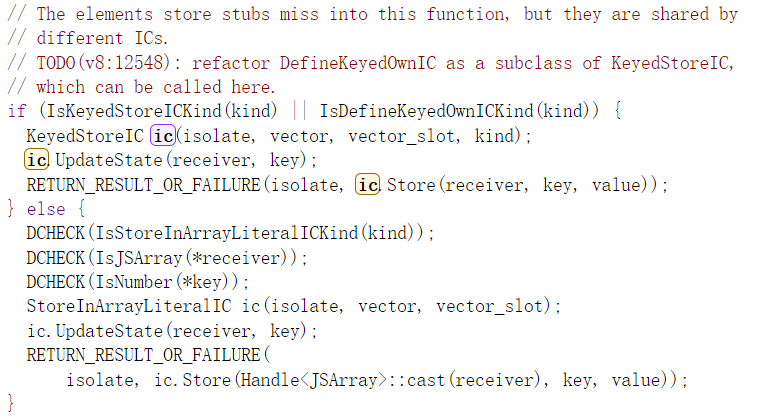 // The elements store stubs miss into this function, but they are shared by
// different ICs.
// TODO(v8:12548): refactor DefineKeyedOwnIC as a subclass of KeyedStoreIC,
// which can be called here.
if (IsKeyedStoreICKind(kind) || IsDefineKeyedOwnICKind(kind)) {
  KeyedStoreIC ic(isolate, vector, vector_slot, kind);
  ic.UpdateState(receiver, key);
  RETURN_RESULT_OR_FAILURE(isolate, ic.Store(receiver, key, value));
} else {
  DCHECK(IsStoreInArrayLiteralICKind(kind));
  DCHECK(IsJSArray(*receiver));
  DCHECK(IsNumber(*key));
  StoreInArrayLiteralIC ic(isolate, vector, vector_slot);
  ic.UpdateState(receiver, key);
  RETURN_RESULT_OR_FAILURE(
      isolate, ic.Store(Handle<JSArray>::cast(receiver), key, value));
}